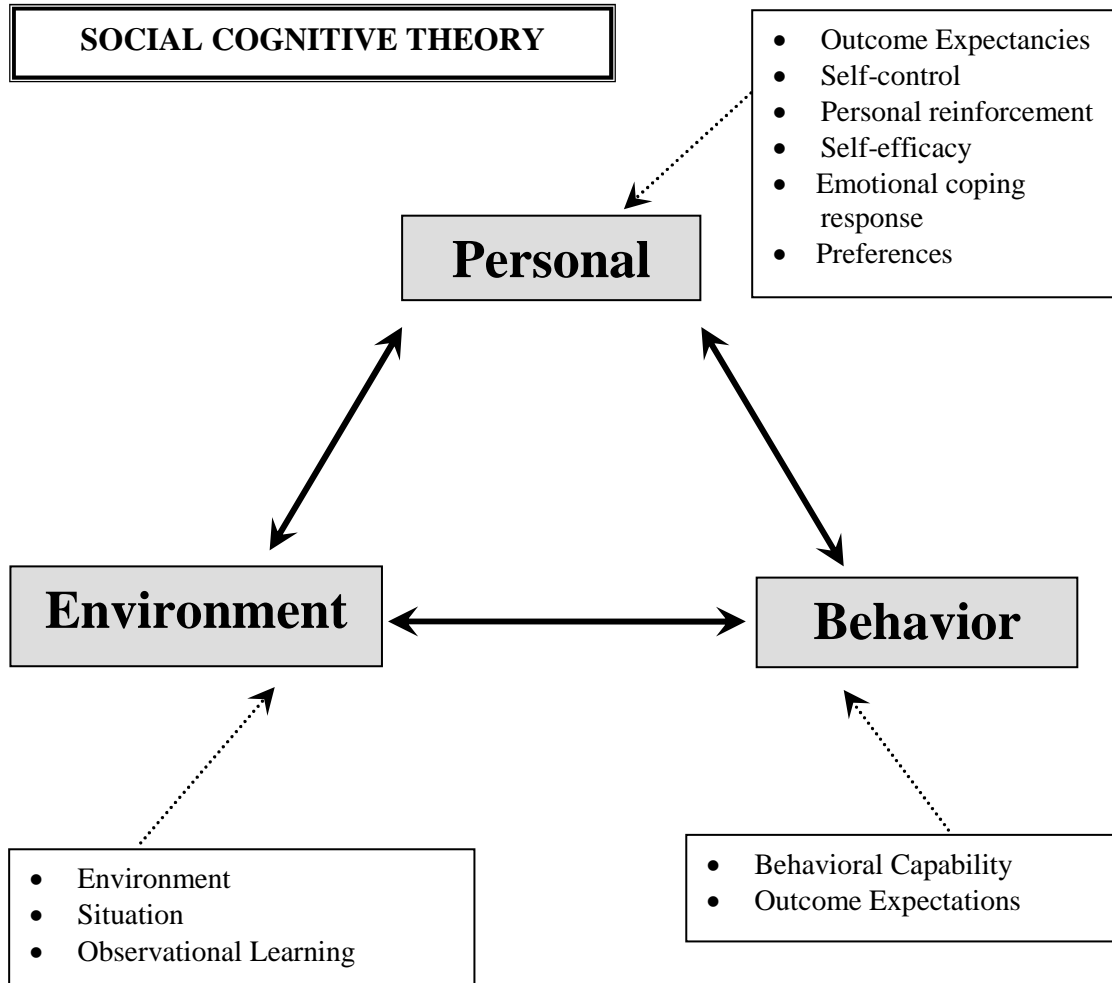 SOCIAL COGNITIVE THEORY
• Outcome Expectancies
• Self-control
• Personal reinforcement
• Self-efficacy
• Emotional coping
response
• Preferences
Personal
Environment
Behavior
• Environment
• Situation
• Observational Learning
• Behavioral Capability
• Outcome Expectations